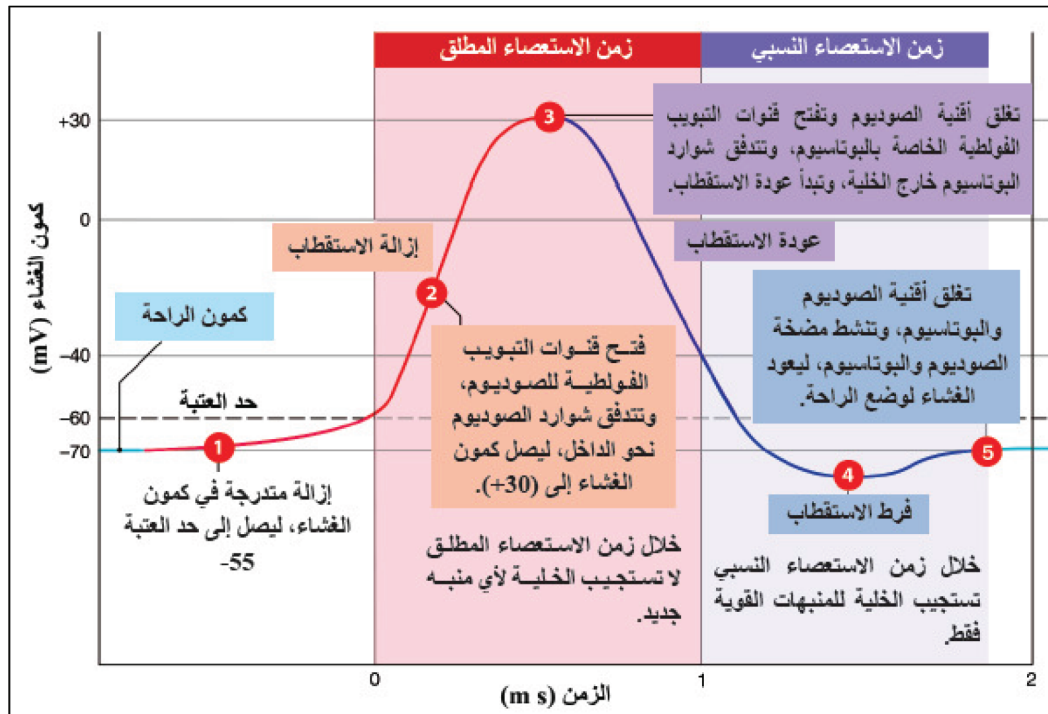 زمن الاستعصاء المطلق
زمن الاستعصاء النسبي
+30
0
−40
−60
−70
كمون الغشاء (mV)
كمون الراحة
حد العتبة
1
إزالة متدرجة في كمون
الغشاء، ليصل إلى حد العتبة
-55
إزالة الاستقطاب
2
فتح قنوات التبويب
الفولطية للصوديوم،
وتتدفق شوارد الصوديوم
نحو الداخل، ليصل كمون
الغشاء إلى (30+).
خلال زمن الاستعصاء المطلق
لا تستجيب الخلية لأي منبه
جديد.
3
تغلق أقنية الصوديوم وتفتح قنوات التبويب
الفولطية الخاصة بالبوتاسيوم، وتتدفق شوارد
البوتاسيوم خارج الخلية، وتبدأ عودة الاستقطاب.
عودة الاستقطاب
تغلق أقنية الصوديوم
والبوتاسيوم، وتنشط مضخة
الصوديوم والبوتاسيوم، ليعود
الغشاء لوضع الراحة.
5
4
فرط الاستقطاب
خلال زمن الاستعصاء النسبي
تستجيب الخلية للمنبهات القوية
فقط.
0
1
2
الزمن (m s)